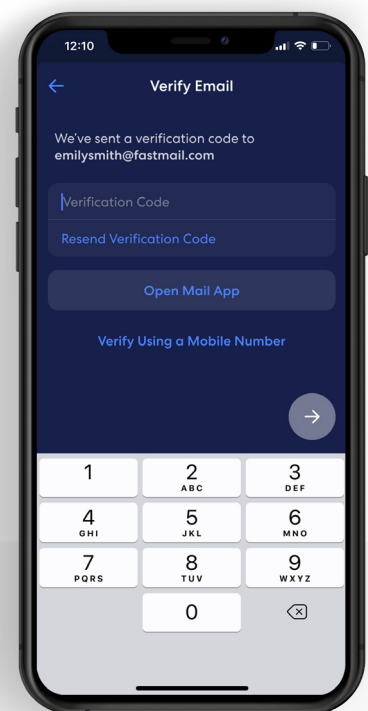 12:10
Verify Email
We've sent a verification code to
emilysmith@fastmail.com
Verification Code
Resend Verification Code
Open Mail App
Verify Using a Mobile Number
1
2
ABC
3
DEF
4
GHI
5
JKL
6
MNO
7
PQRS
8
TUV
9
WXYZ
0